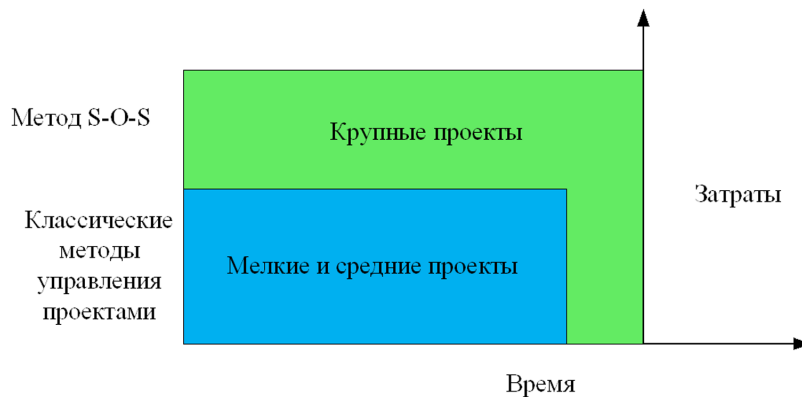 Метод S-O-S
Крупные проекты
Затраты
Классические
методы
управления
проектами
Мелкие и средние проекты
Время